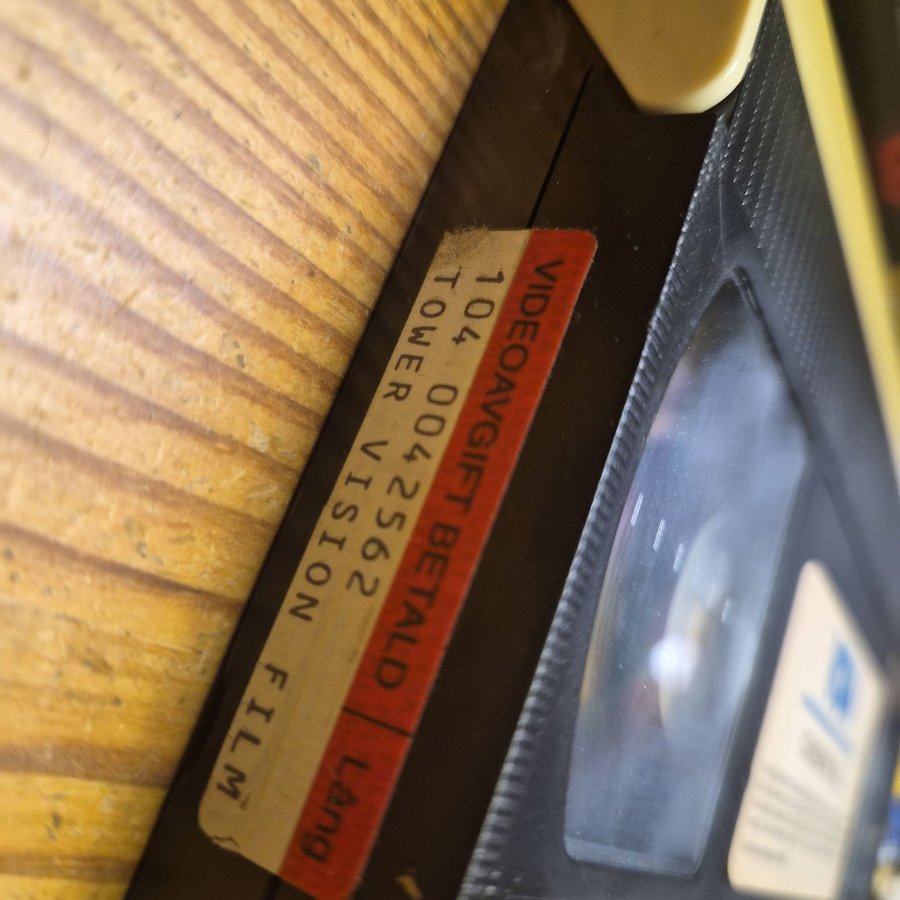 VIDEOAVGIFT BETALD | Lång
104 0042562
TOWER VISION FILM